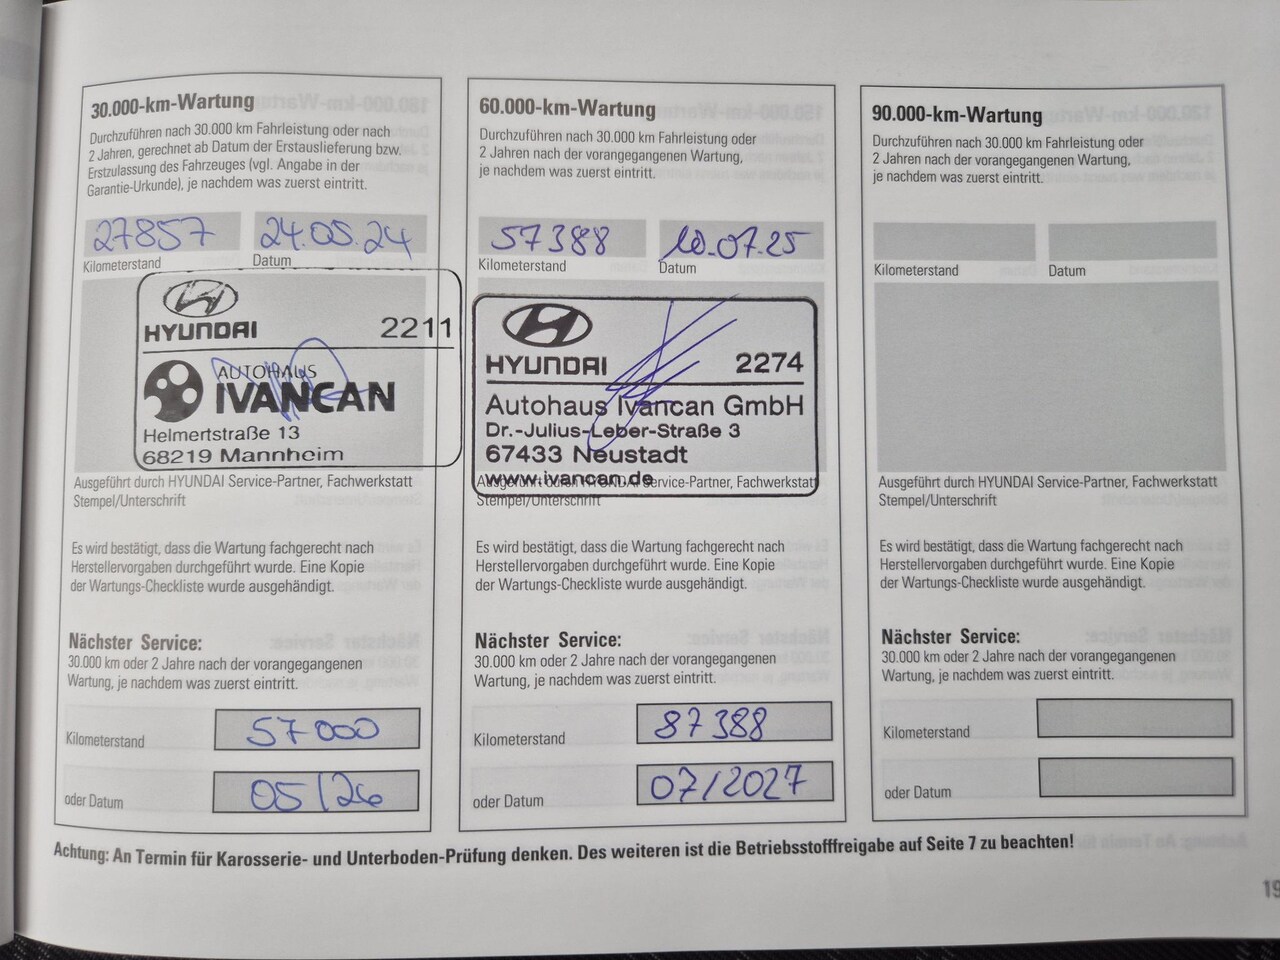 30.000-km-Wartung
Durchzuführen nach 30.000 km Fahrleistung oder nach
2 Jahren, gerechnet ab Datum der Erstauslieferung bzw.
Erstzulassung des Fahrzeuges (vgl. Angabe in der
Garantie-Urkunde), je nachdem was zuerst eintritt.
27857 24.05.24
Kilometerstand Datum
HYUNDAI 2211
AUTOHAUS
IVANCAN
Helmertstraße 13
68219 Mannheim
Ausgeführt durch HYUNDAI Service-Partner, Fachwerkstatt
Stempel/Unterschrift
Es wird bestätigt, dass die Wartung fachgerecht nach
Herstellervorgaben durchgeführt wurde. Eine Kopie
der Wartungs-Checkliste wurde ausgehändigt.
Nächster Service:
30.000 km oder 2 Jahre nach der vorangegangenen
Wartung, je nachdem was zuerst eintritt.
Kilometerstand 57000
oder Datum 05/26
60.000-km-Wartung
Durchzuführen nach 30.000 km Fahrleistung oder
2 Jahren nach der vorangegangenen Wartung,
je nachdem was zuerst eintritt.
57388 10.07.25
Kilometerstand Datum
HYUNDAI 2274
Autohaus Ivancan GmbH
Dr.-Julius-Leber-Straße 3
67433 Neustadt
www.ivancan.de
Ausgeführt durch HYUNDAI Service-Partner, Fachwerkstatt
Stempel/Unterschrift
Es wird bestätigt, dass die Wartung fachgerecht nach
Herstellervorgaben durchgeführt wurde. Eine Kopie
der Wartungs-Checkliste wurde ausgehändigt.
Nächster Service:
30.000 km oder 2 Jahre nach der vorangegangenen
Wartung, je nachdem was zuerst eintritt.
Kilometerstand 87388
oder Datum 07/2027
90.000-km-Wartung
Durchzuführen nach 30.000 km Fahrleistung oder
2 Jahren nach der vorangegangenen Wartung,
je nachdem was zuerst eintritt.
Kilometerstand Datum
Ausgeführt durch HYUNDAI Service-Partner, Fachwerkstatt
Stempel/Unterschrift
Es wird bestätigt, dass die Wartung fachgerecht nach
Herstellervorgaben durchgeführt wurde. Eine Kopie
der Wartungs-Checkliste wurde ausgehändigt.
Nächster Service:
30.000 km oder 2 Jahre nach der vorangegangenen
Wartung, je nachdem was zuerst eintritt.
Kilometerstand
oder Datum
Achtung: An Termin für Karosserie- und Unterboden-Prüfung denken. Des weiteren ist die Betriebsstofffreigabe auf Seite 7 zu beachten!
19